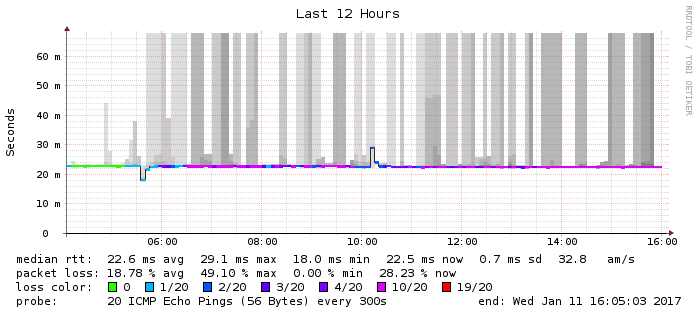 Last 12 Hours
RRDTOOL / TOBI OETIKER
Seconds
60 m
50 m
40 m
30 m
20 m
10 m
0
06:00 08:00 10:00 12:00 14:00 16:00
median rtt: 22.6 ms avg 29.1 ms max 18.0 ms min 22.5 ms now 0.7 ms sd 32.8 am/s
packet loss: 18.78 % avg 49.10 % max 0.00 % min 28.23 % now
loss color: 0 1/20 2/20 3/20 4/20 10/20 19/20
probe: 20 ICMP Echo Pings (56 Bytes) every 300s end: Wed Jan 11 16:05:03 2017